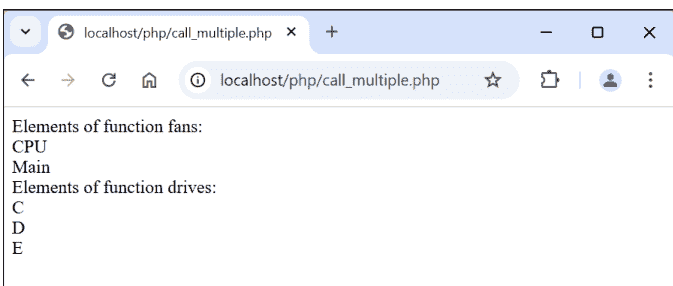 localhost/php/call_multiple.php
localhost/php/call_multiple.php
Elements of function fans:
CPU
Main
Elements of function drives:
C
D
E